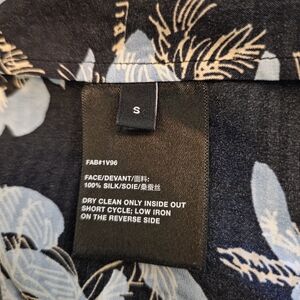 S
FAB#1V96
FACE/DEVANT/面料:
100% SILK/SOIE/桑蚕丝
DRY CLEAN ONLY INSIDE OUT
SHORT CYCLE; LOW IRON
ON THE REVERSE SIDE